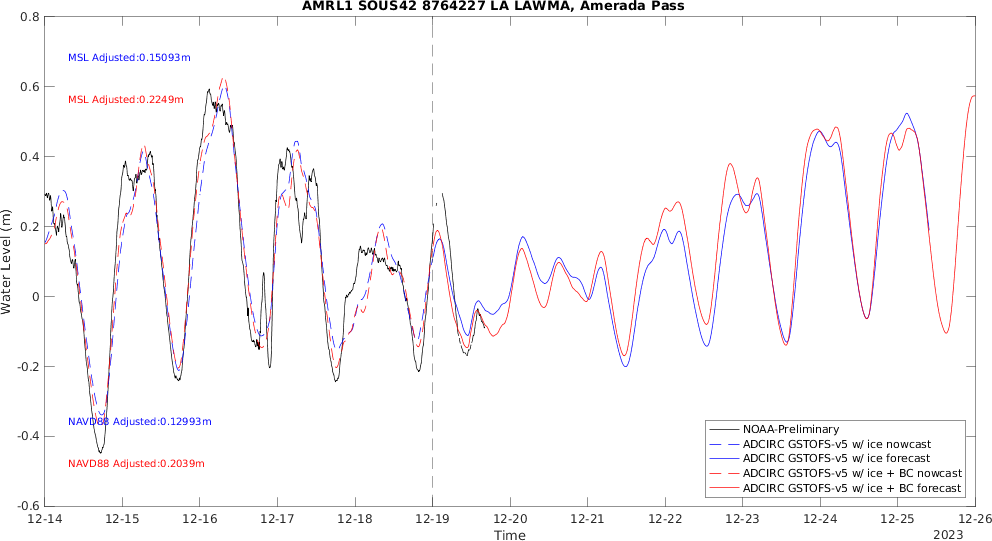 AMRL1 SOUS42 8764227 LA LAWMA, Amerada Pass
0.8
MSL Adjusted:0.15093m
0.6
MSL Adjusted:0.2249m
0.4
0.2
Water Level (m)
0
-0.2
NAVD88 Adjusted:0.12993m
-0.4
NAVD88 Adjusted:0.2039m
-0.6
NOAA-Preliminary
ADCIRC GSTOFS-v5 w/ ice nowcast
ADCIRC GSTOFS-v5 w/ ice forecast
ADCIRC GSTOFS-v5 w/ ice + BC nowcast
ADCIRC GSTOFS-v5 w/ ice + BC forecast
12-14 12-15 12-16 12-17 12-18 12-19 12-20 12-21 12-22 12-23 12-24 12-25 12-26
Time
2023